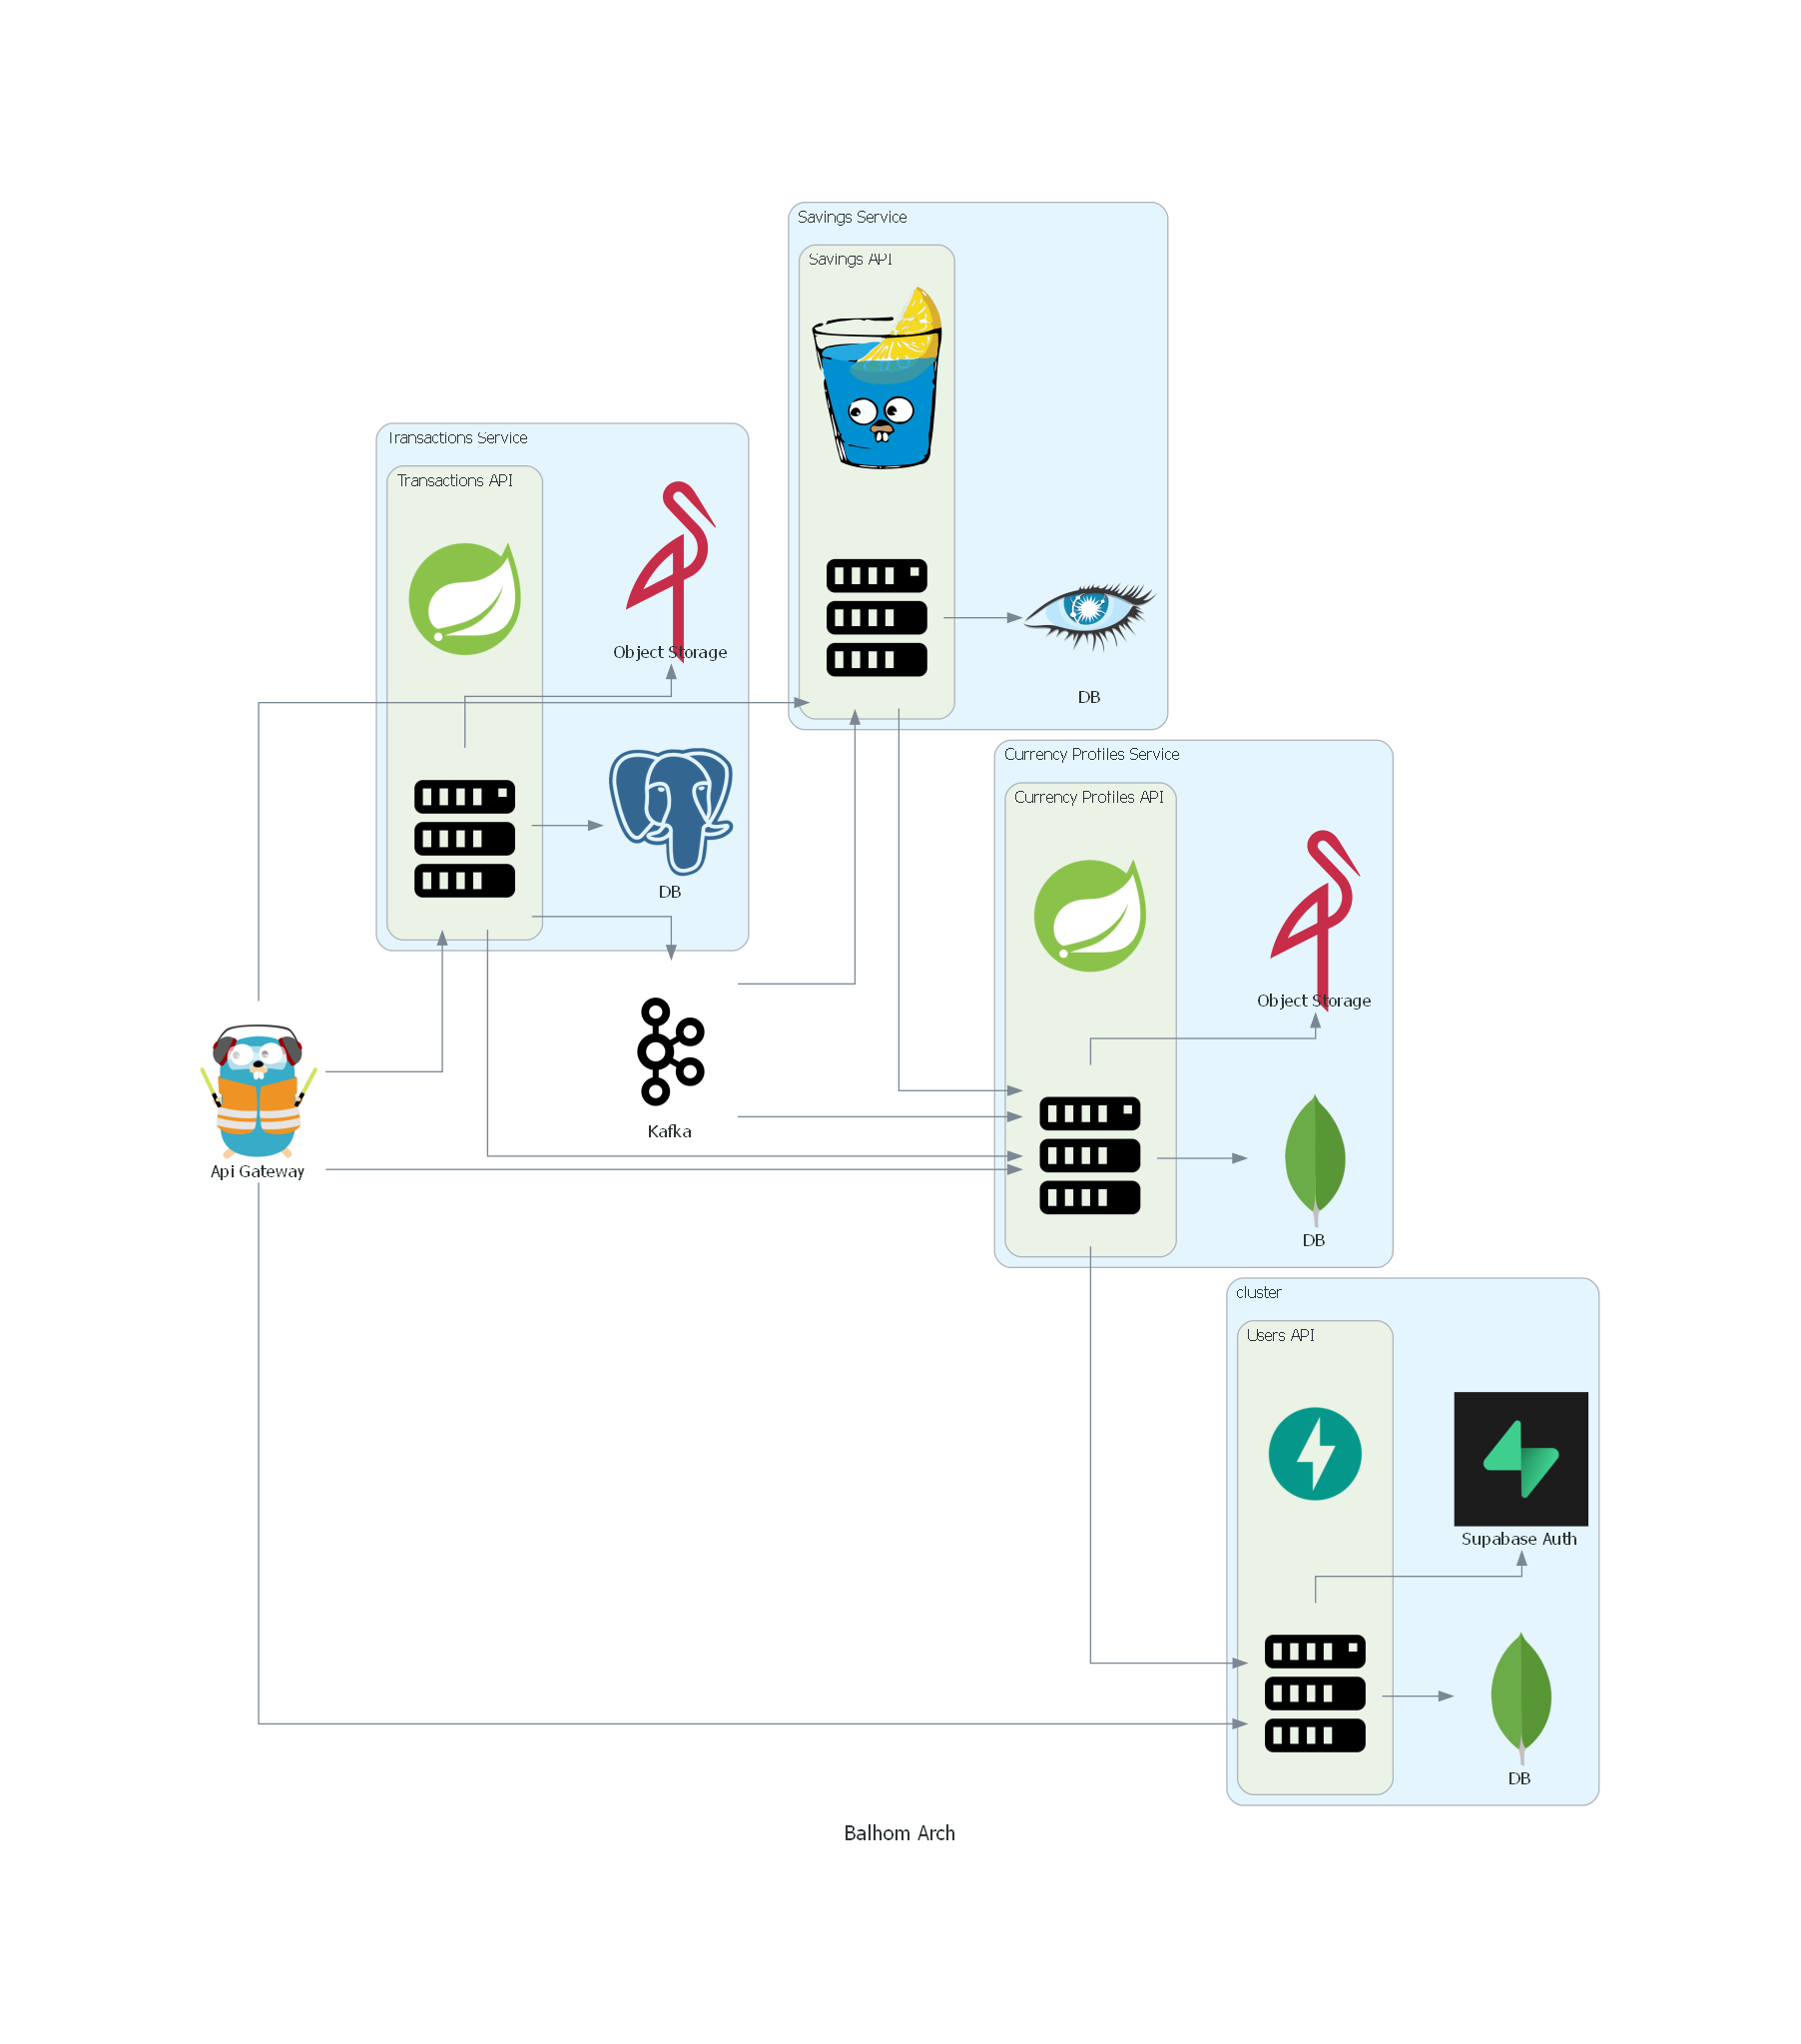 Savings Service
Savings API
DB
Transactions Service
Transactions API
Object Storage
DB
Currency Profiles Service
Currency Profiles API
Object Storage
DB
Kafka
Api Gateway
cluster
Users API
Supabase Auth
DB
Balhom Arch